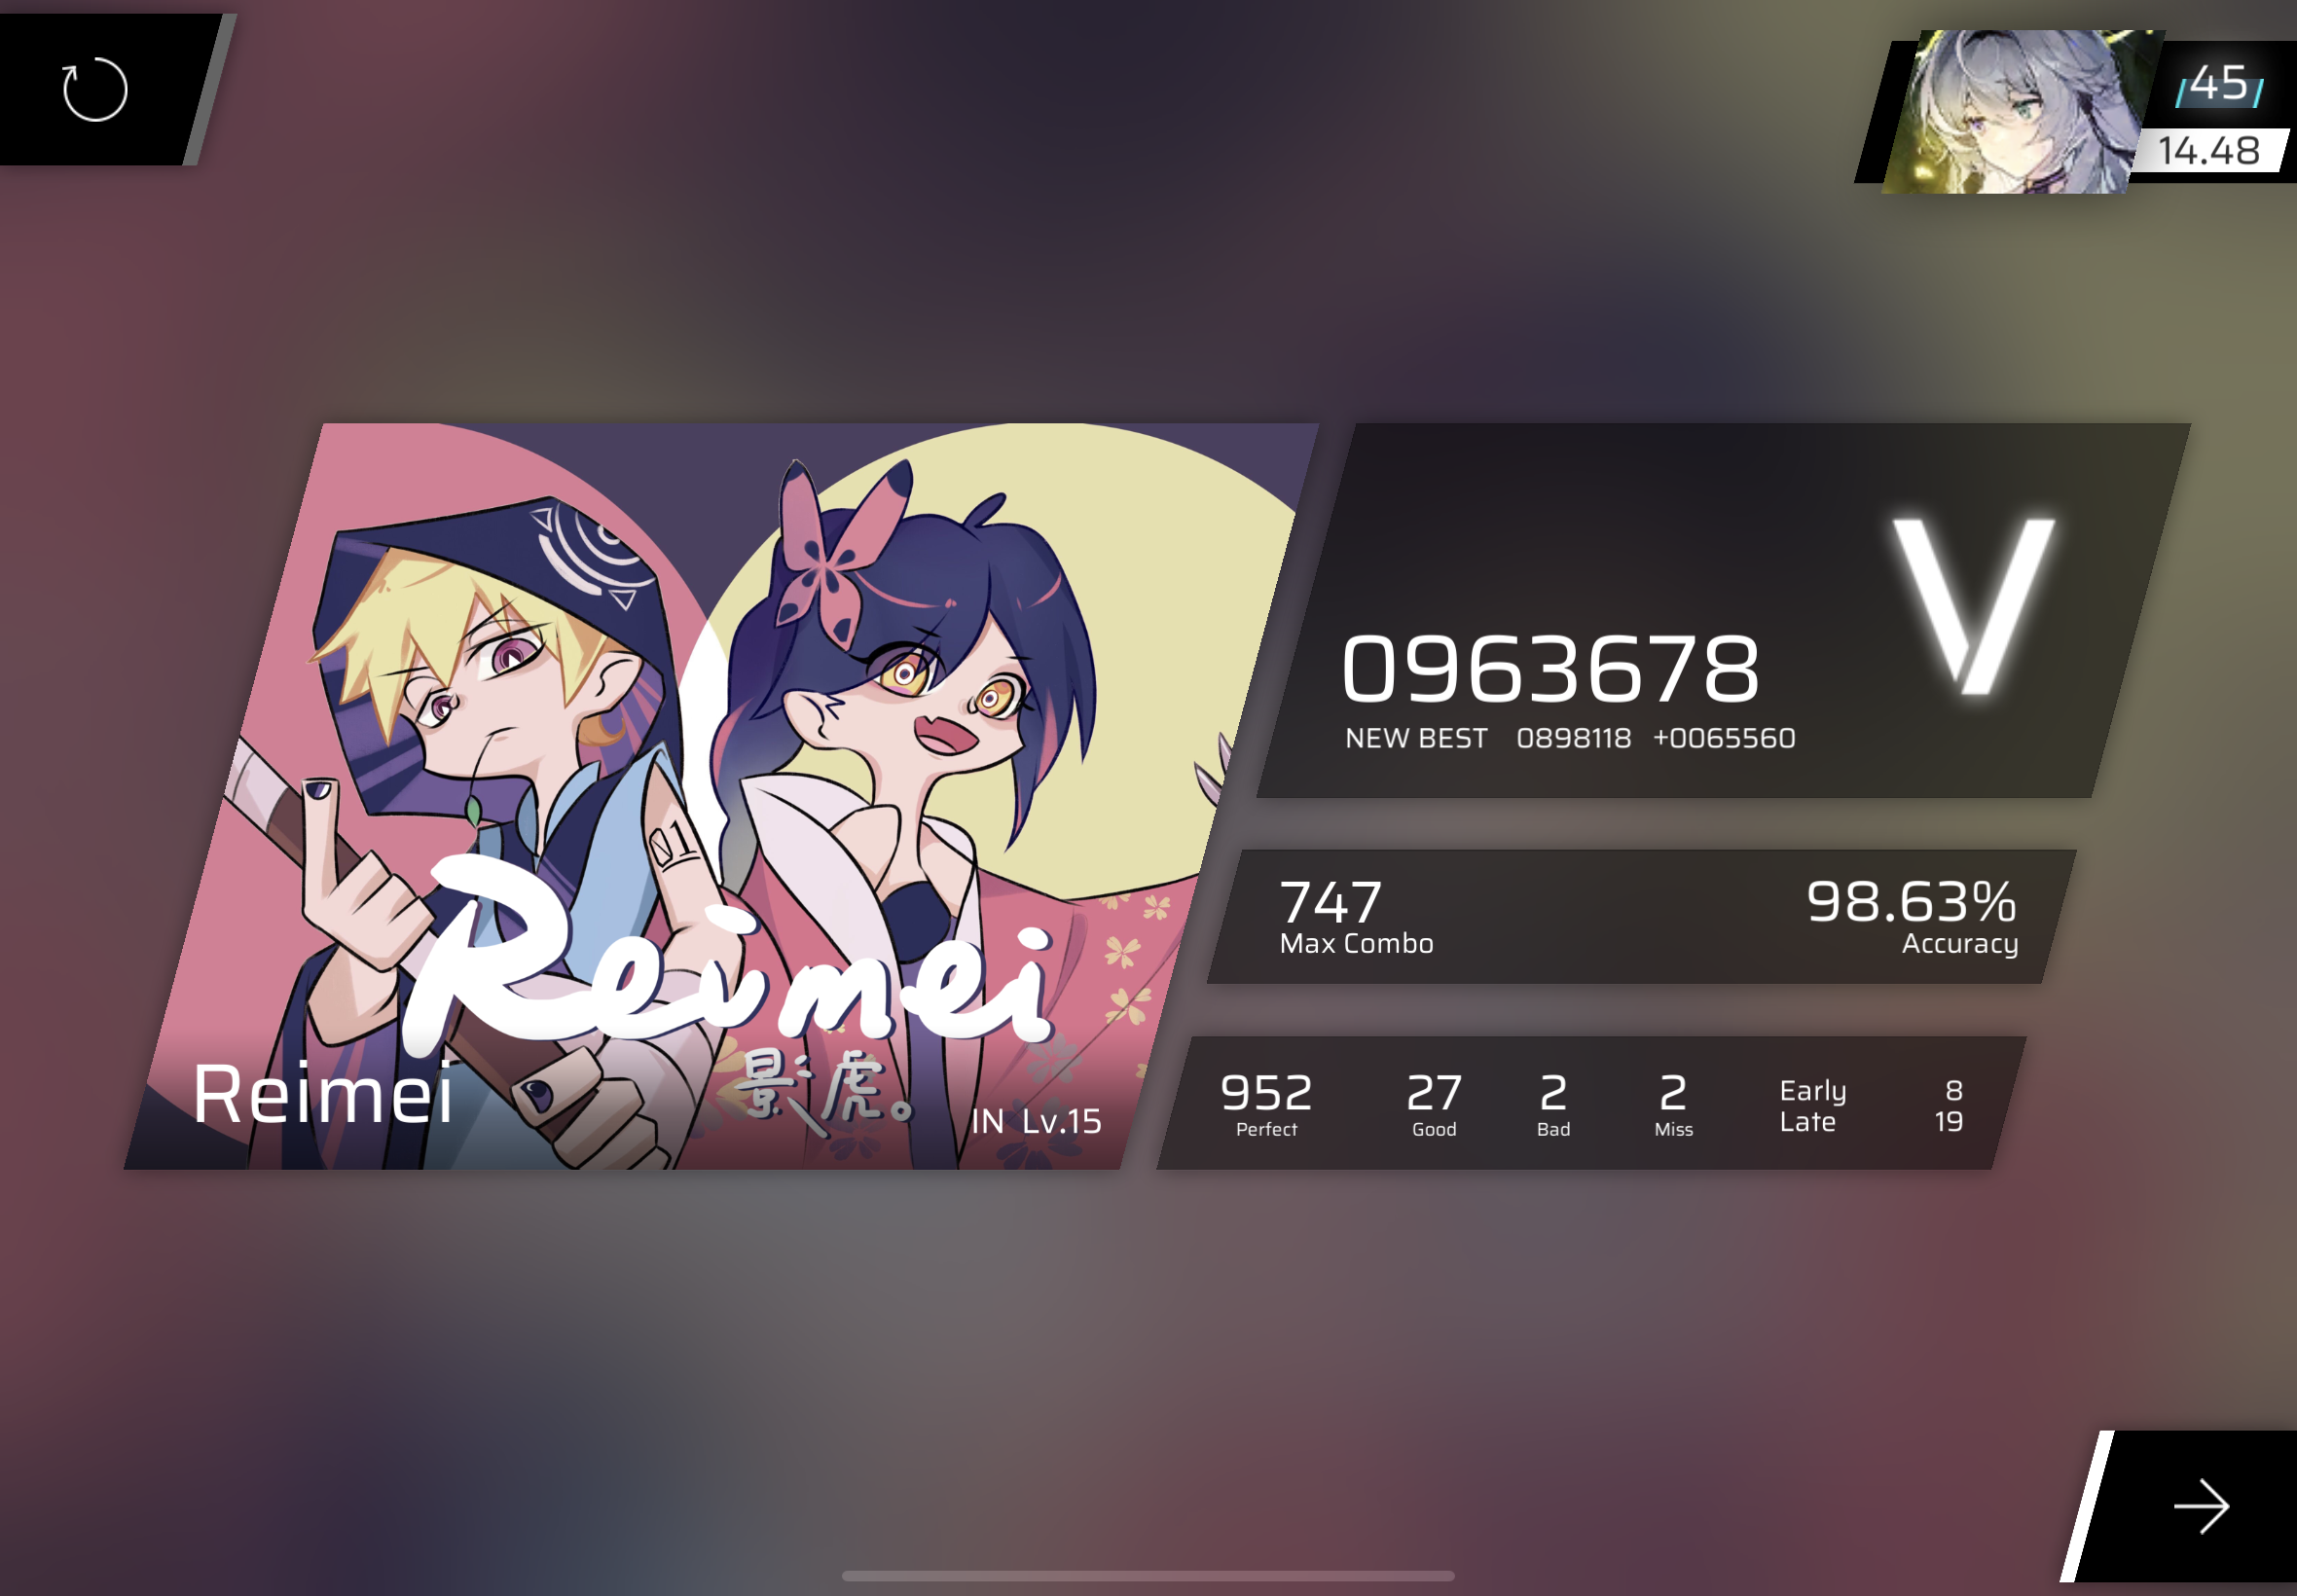 45
14.48
01
Reimei
影虎。
Reimei
IN Lv.15
V
0963678
NEW BEST 0898118 +0065560
747
Max Combo
98.63%
Accuracy
952
Perfect
27
Good
2
Bad
2
Miss
Early 8
Late 19